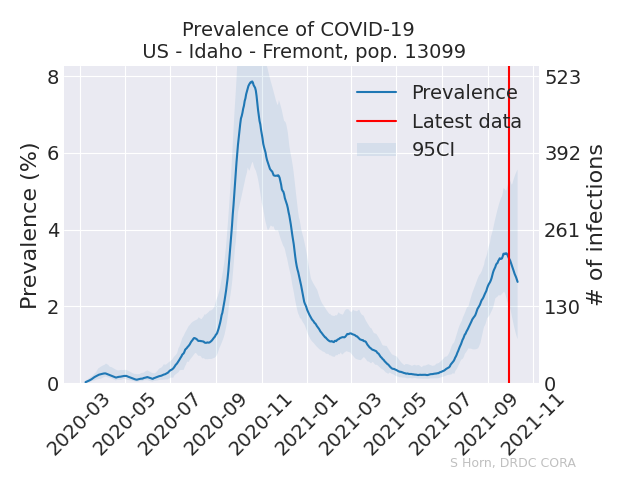 Prevalence of COVID-19
US - Idaho - Fremont, pop. 13099
Prevalence (%)
8
6
4
2
0
523
392
261
130
0
# of infections
Prevalence
Latest data
95CI
2020-03
2020-05
2020-07
2020-09
2020-11
2021-01
2021-03
2021-05
2021-07
2021-09
2021-11
S Horn, DRDC CORA